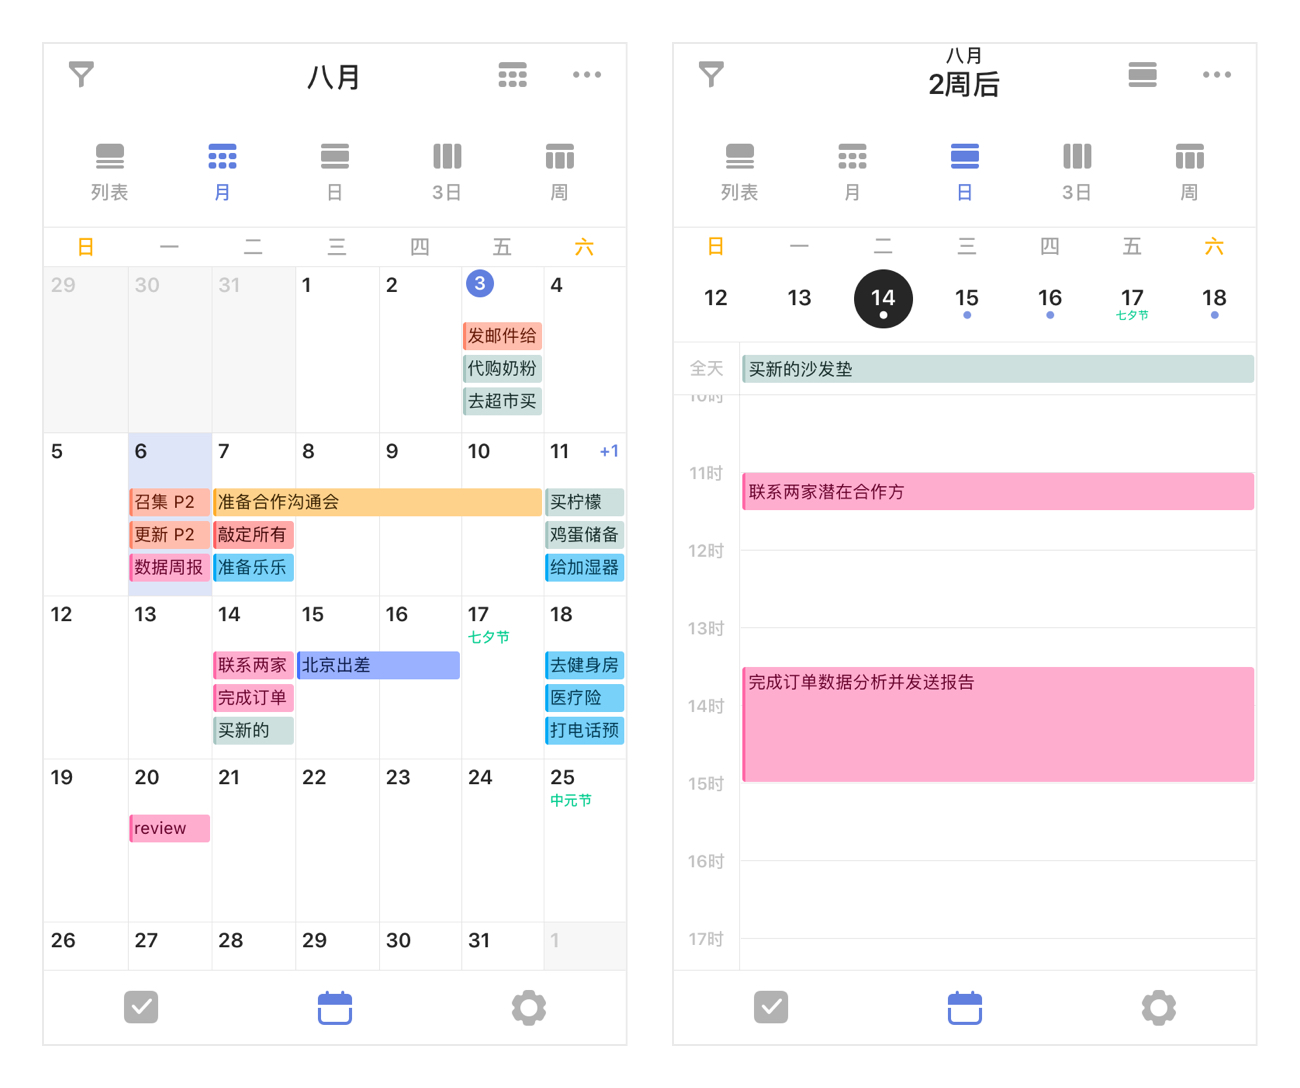 八月
列表 月 日 3日 周
日 一 二 三 四 五 六
29 30 31 1 2 3 4
发邮件给
代购奶粉
去超市买
5 6 7 8 9 10 11 +1
召集 P2 准备合作沟通会 买柠檬
更新 P2 敲定所有 鸡蛋储备
数据周报 准备乐乐 给加湿器
12 13 14 15 16 17 18
七夕节
联系两家 北京出差 去健身房
完成订单 医疗险
买新的 打电话预
19 20 21 22 23 24 25
中元节
review
26 27 28 29 30 31 1
八月
2周后
列表 月 日 3日 周
日 一 二 三 四 五 六
12 13 14 15 16 17 18
七夕节
全天 买新的沙发垫
10时
11时
联系两家潜在合作方
12时
13时
完成订单数据分析并发送报告
14时
15时
16时
17时